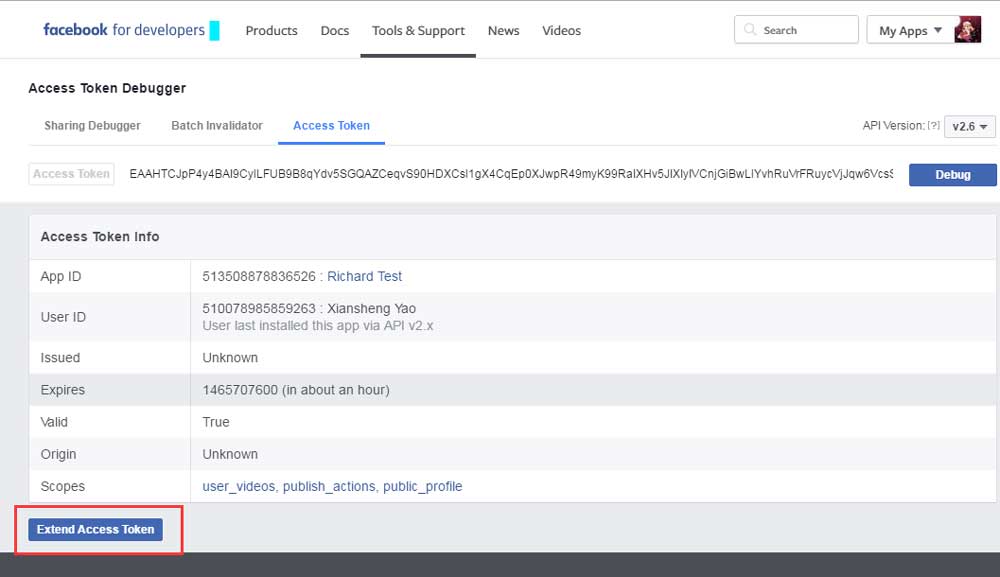 facebook for developers Products Docs Tools & Support News Videos Search My Apps
Access Token Debugger
Sharing Debugger Batch Invalidator Access Token API Version: [?] v2.6
Access Token EAAHTCJpP4y4BAI9CyILFUB9B8qYdv5SGQAZCeqvS90HDXCsI1gX4CqEp0XJwpR49myK99RaIXHv5JIXIyIVCnjGiBwLIYvhRuVrFRuycVjJqw6VcsS Debug
Access Token Info
App ID 513508878836526 : Richard Test
User ID 510078985859263 : Xiansheng Yao
User last installed this app via API v2.x
Issued Unknown
Expires 1465707600 (in about an hour)
Valid True
Origin Unknown
Scopes user_videos, publish_actions, public_profile
Extend Access Token